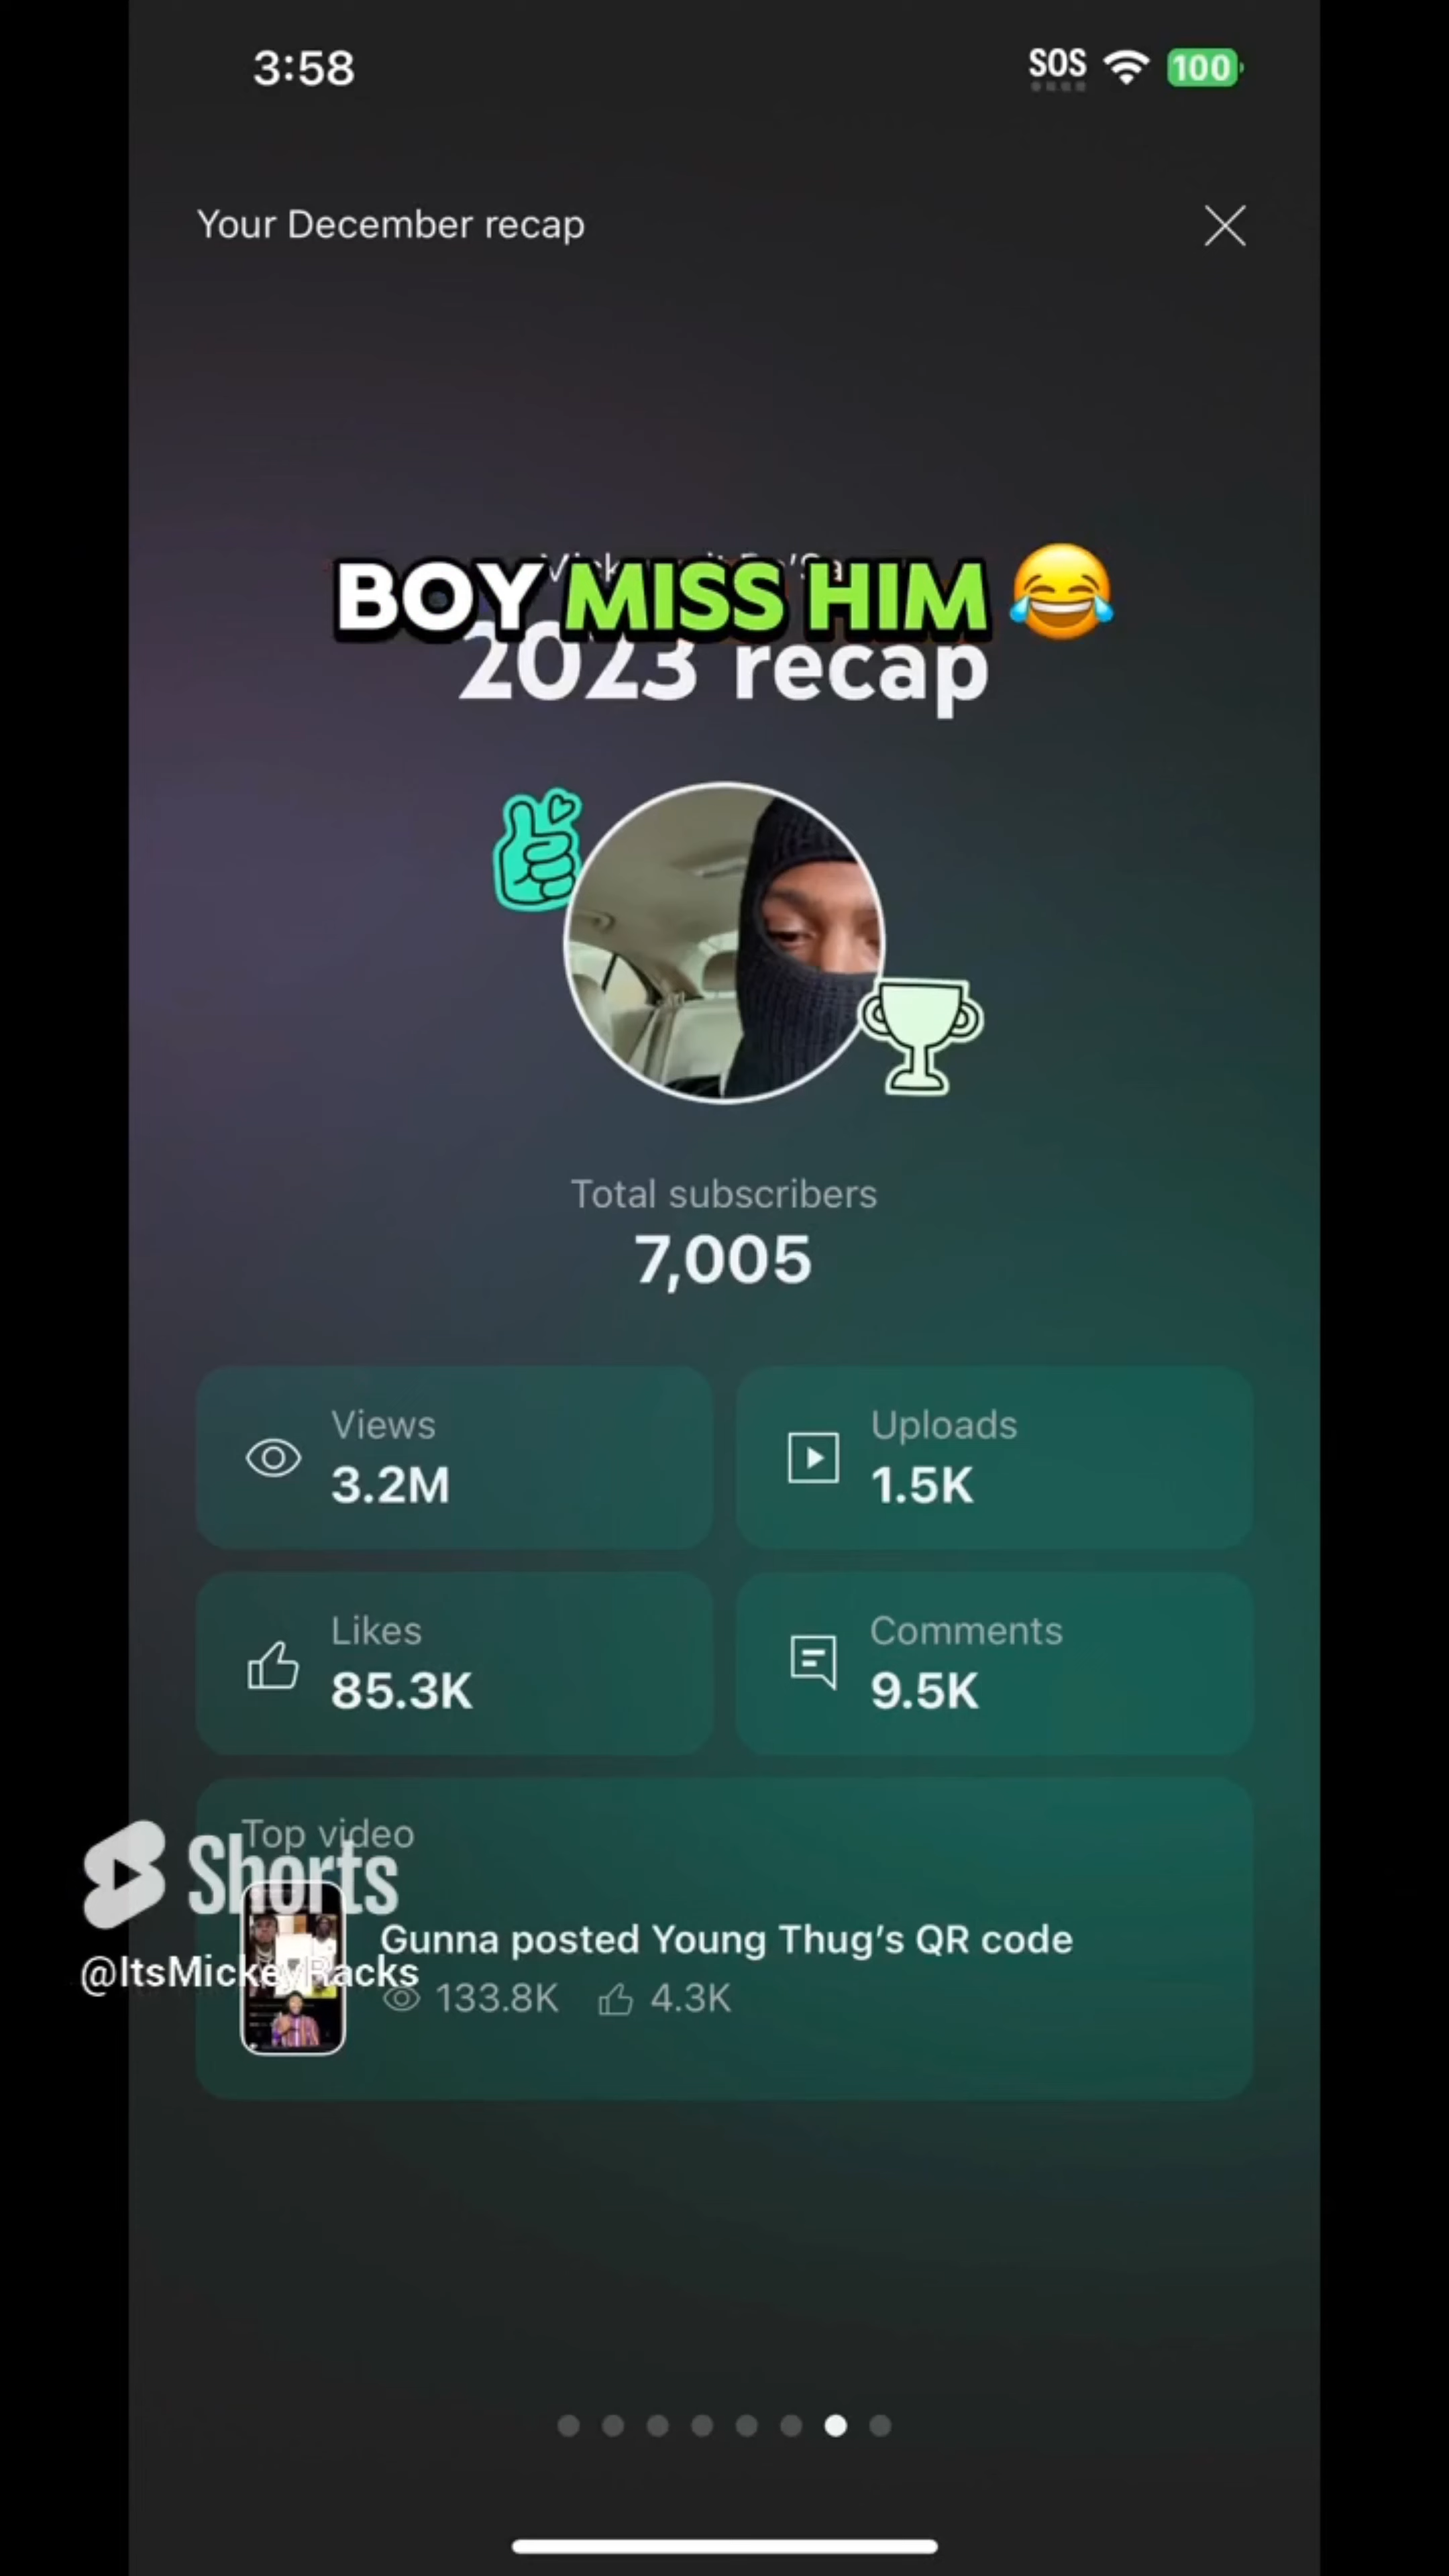 3:58
SOS
100
Your December recap
BOY MISS HIM 😂
2023 recap
Total subscribers
7,005
Views
3.2M
Uploads
1.5K
Likes
85.3K
Comments
9.5K
Top video
Shorts
Gunna posted Young Thug’s QR code
@ItsMickeyRacks
133.8K
4.3K